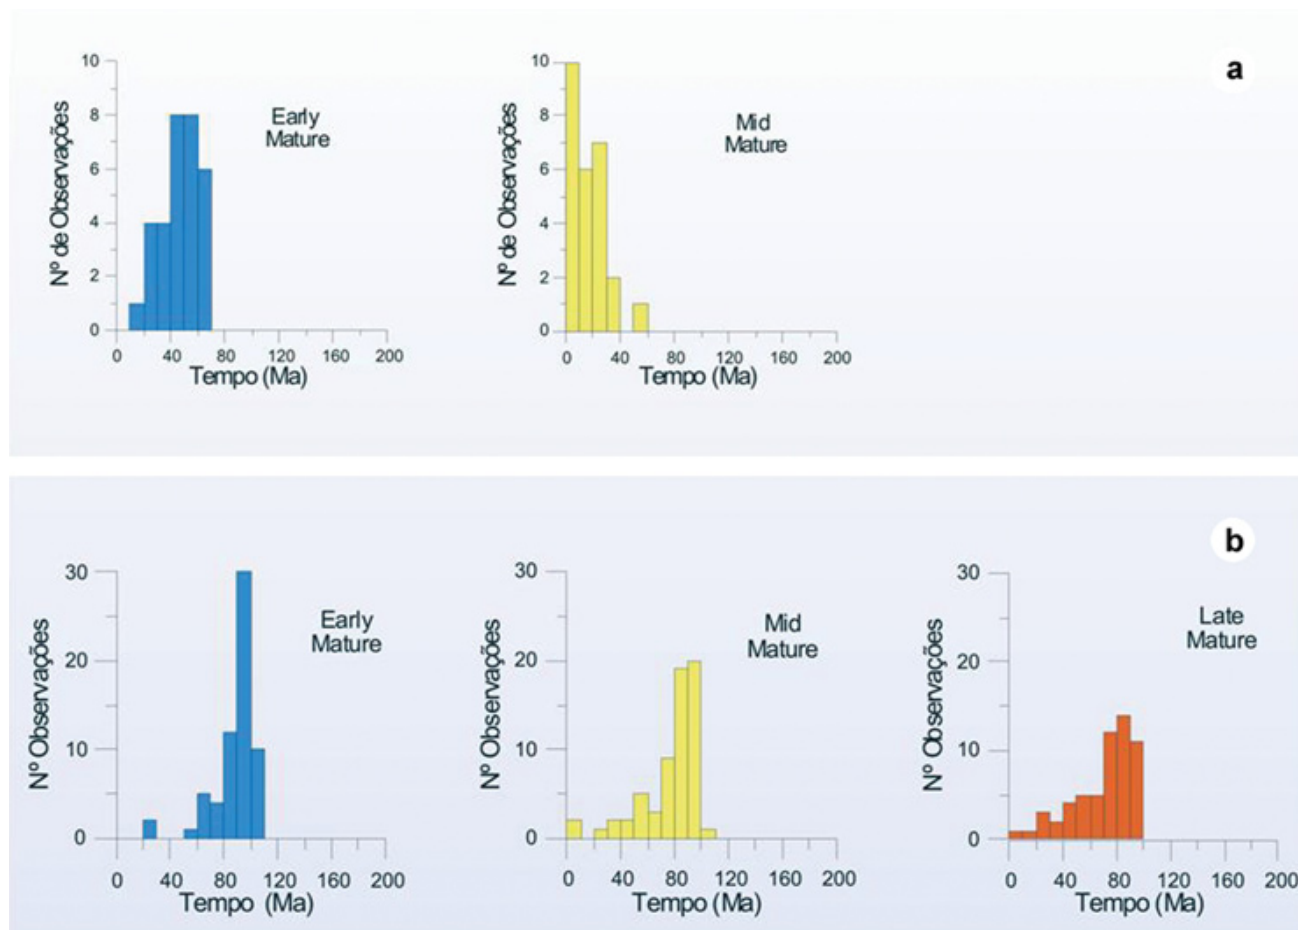 a
Nº de Observações
10
8
6
4
2
0
Early
Mature
0 40 80 120 160 200
Tempo (Ma)
Nº de Observações
10
8
6
4
2
0
Mid
Mature
0 40 80 120 160 200
Tempo (Ma)
b
Nº Observações
30
20
10
0
Early
Mature
0 40 80 120 160 200
Tempo (Ma)
Nº Observações
30
20
10
0
Mid
Mature
0 40 80 120 160 200
Tempo (Ma)
Nº Observações
30
20
10
0
Late
Mature
0 40 80 120 160 200
Tempo (Ma)